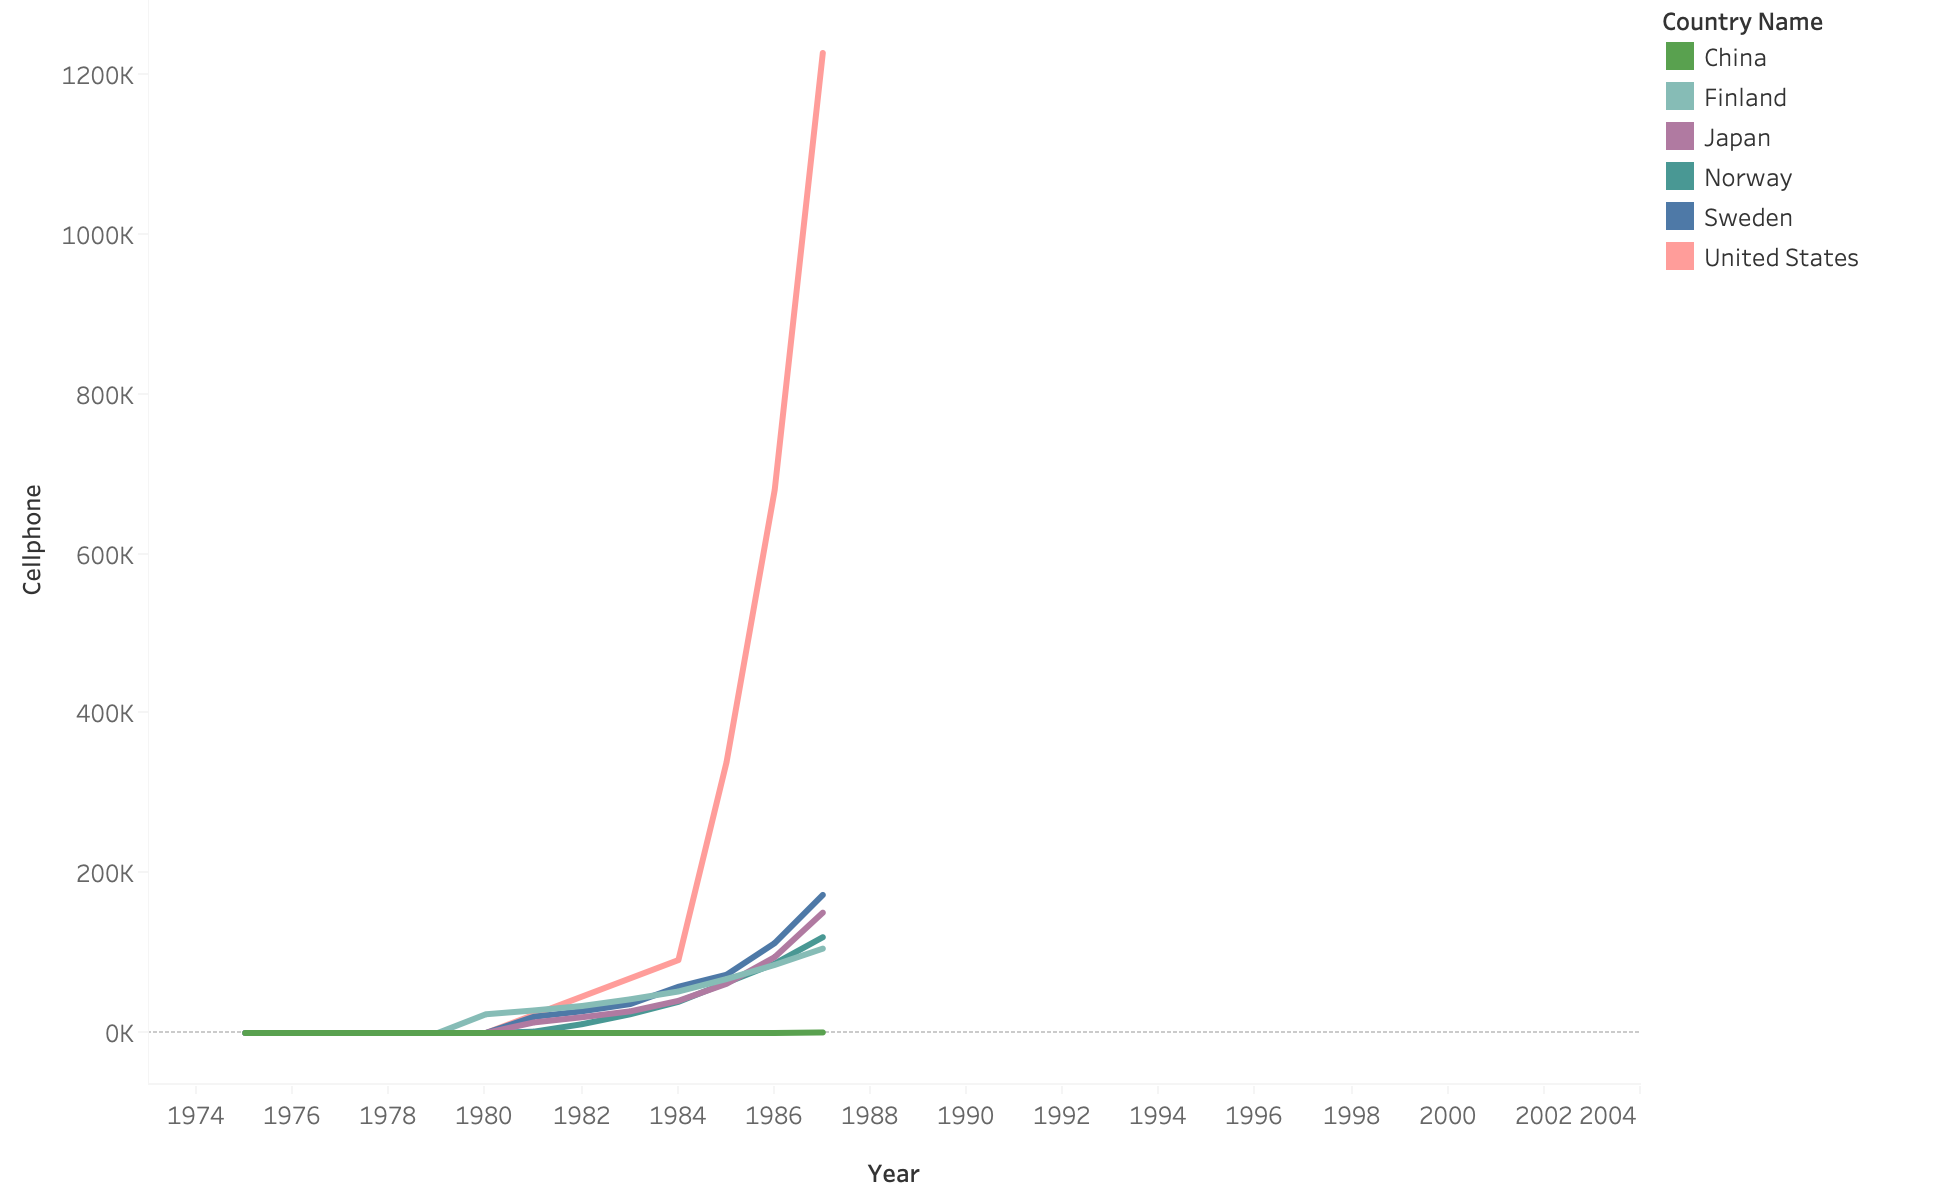 Country Name
China
Finland
Japan
Norway
Sweden
United States
1200K
1000K
800K
600K
400K
200K
0K
Cellphone
1974 1976 1978 1980 1982 1984 1986 1988 1990 1992 1994 1996 1998 2000 2002 2004
Year